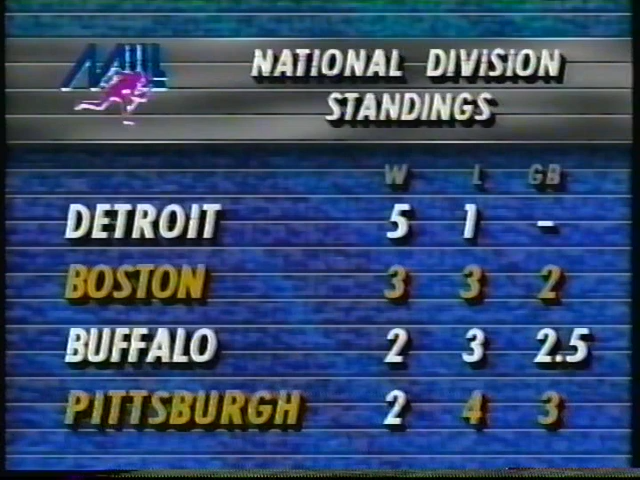 MILL
NATIONAL DIVISION
STANDINGS
W L GB
DETROIT 5 1 -
BOSTON 3 3 2
BUFFALO 2 3 2.5
PITTSBURGH 2 4 3